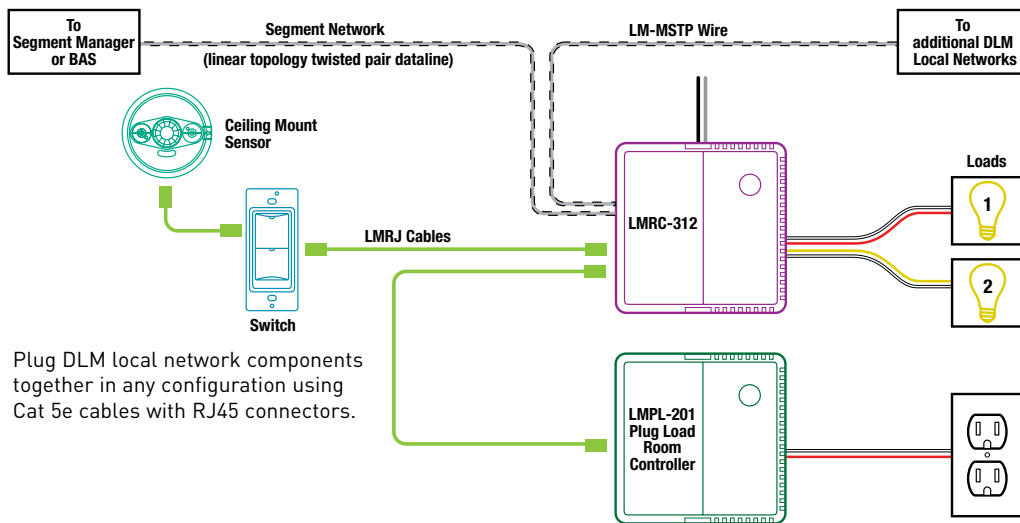 To
Segment Manager
or BAS
Segment Network
(linear topology twisted pair dataline)
LM-MSTP Wire
To
additional DLM
Local Networks
Ceiling Mount
Sensor
LMRJ Cables
LMRC-312
Loads
1
2
Switch
Plug DLM local network components
together in any configuration using
Cat 5e cables with RJ45 connectors.
LMPL-201
Plug Load
Room
Controller